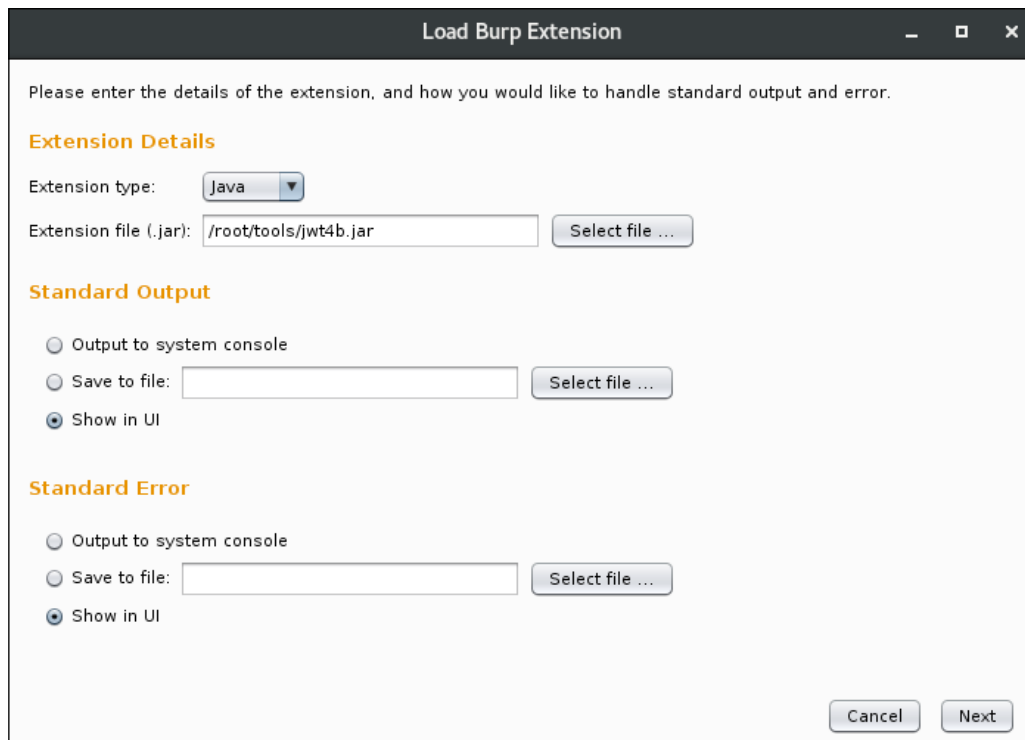 Load Burp Extension
Please enter the details of the extension, and how you would like to handle standard output and error.
Extension Details
Extension type: Java
Extension file (.jar): /root/tools/jwt4b.jar Select file ...
Standard Output
Output to system console
Save to file: Select file ...
Show in UI
Standard Error
Output to system console
Save to file: Select file ...
Show in UI
Cancel Next